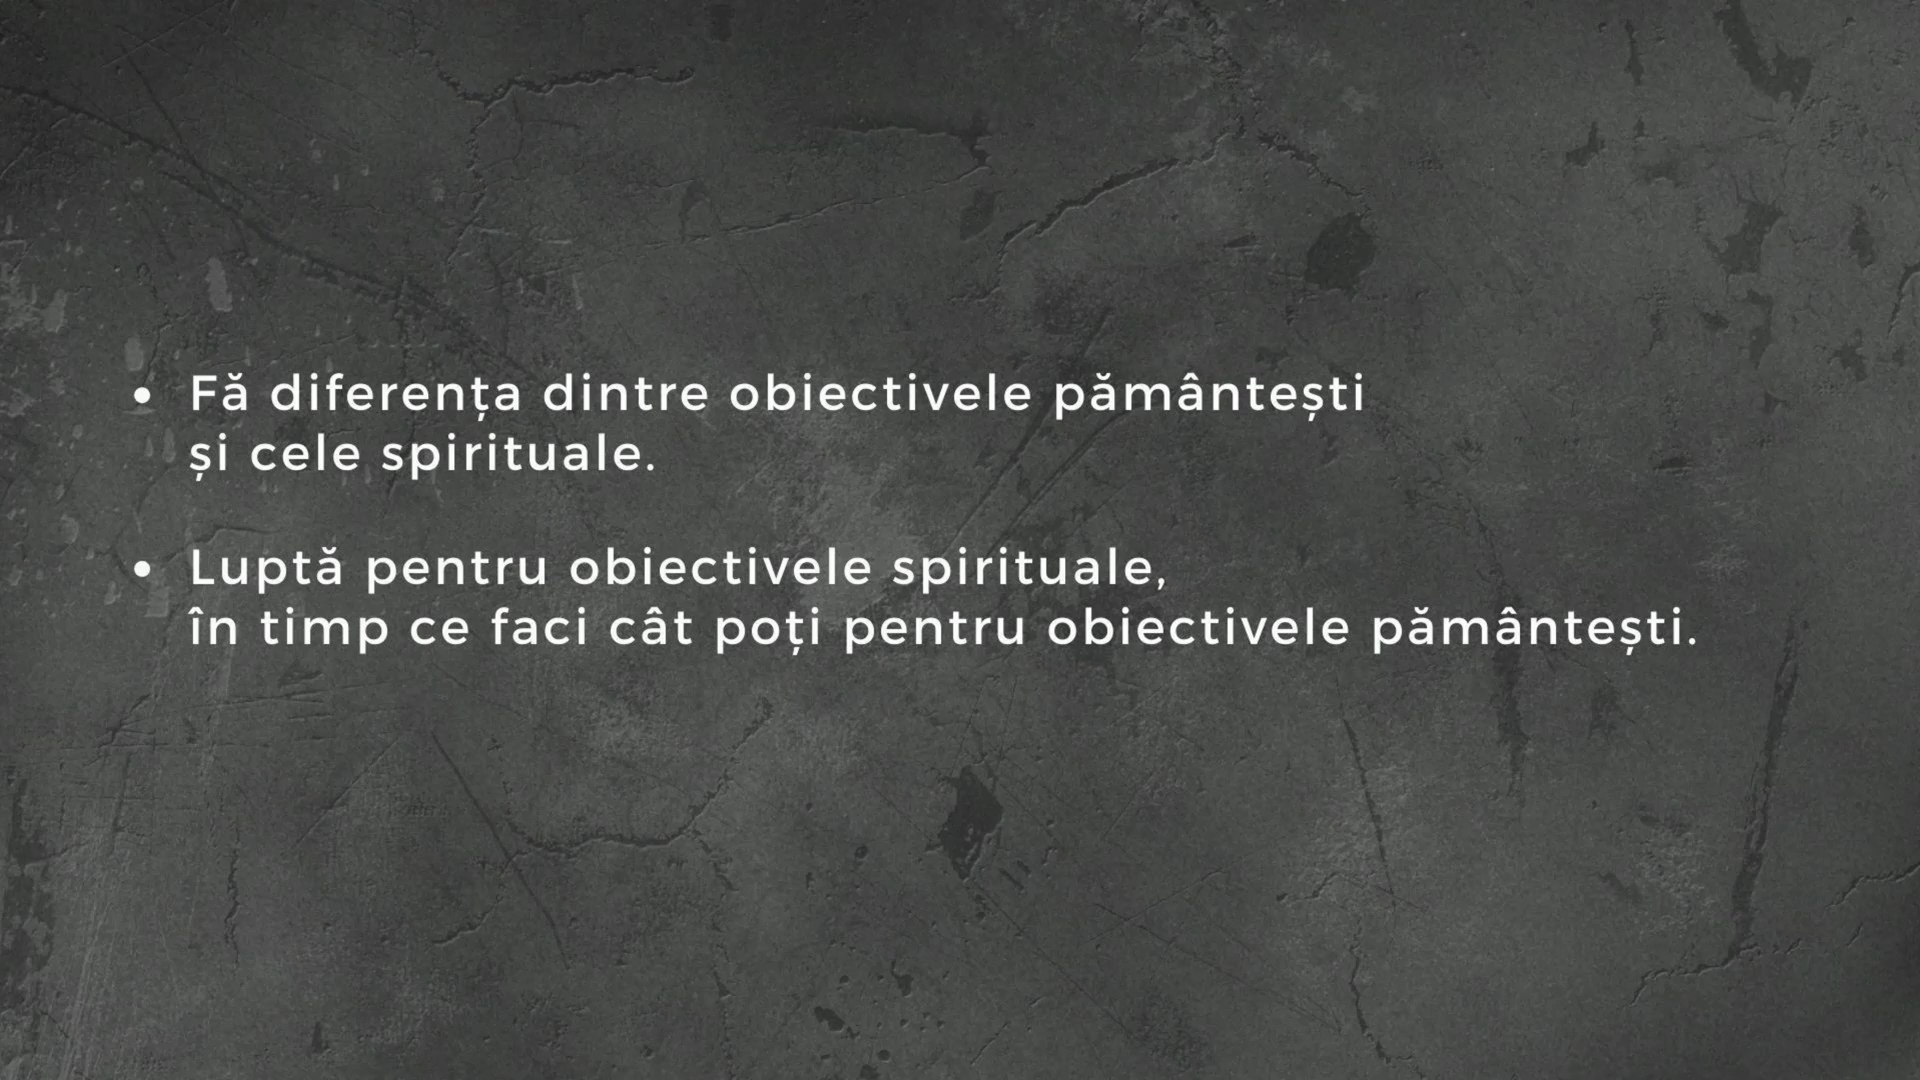 • Fă diferența dintre obiectivele pământești
și cele spirituale.
• Luptă pentru obiectivele spirituale,
în timp ce faci cât poți pentru obiectivele pământești.